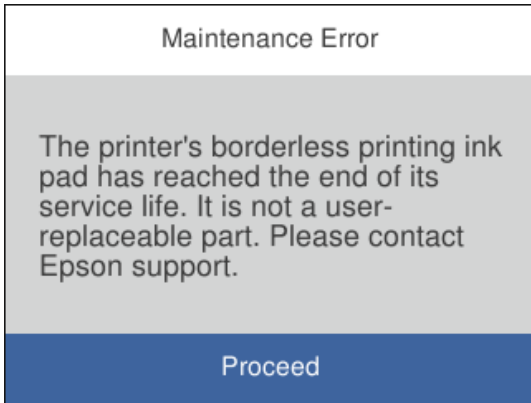 Maintenance Error
The printer's borderless printing ink
pad has reached the end of its
service life. It is not a user-
replaceable part. Please contact
Epson support.
Proceed